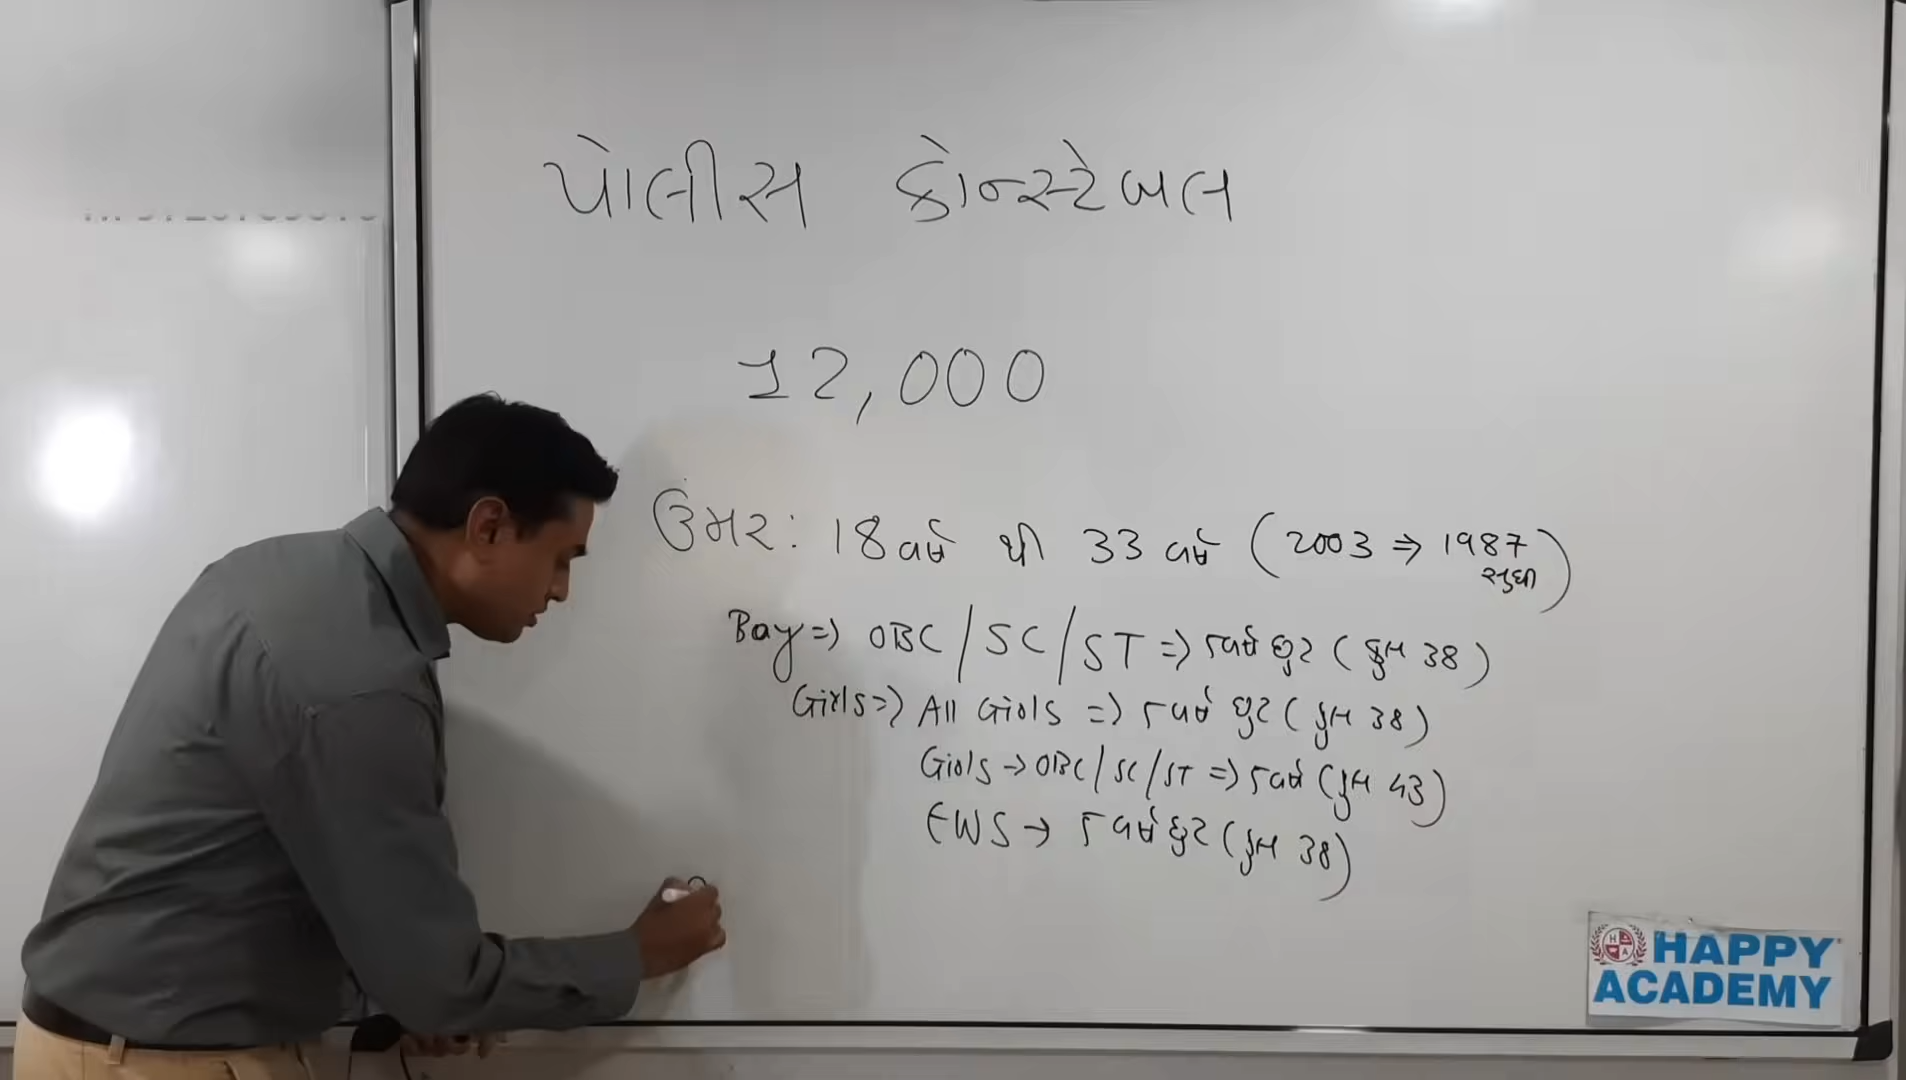 પોલીસ કોન્સ્ટેબલ
12,000
ઉંમર : 18 વર્ષ થી 33 વર્ષ (2003 ⇒ 1987 સુધી)
Boy ⇒ OBC / SC / ST ⇒ 5 વર્ષ છુટ (કુલ 38)
Girls ⇒ All Girls ⇒ 5 વર્ષ છુટ (કુલ 38)
Girls → OBC / SC / ST ⇒ 5 વર્ષ (કુલ 43)
EWS → 5 વર્ષ છુટ (કુલ 38)
HAPPY
ACADEMY